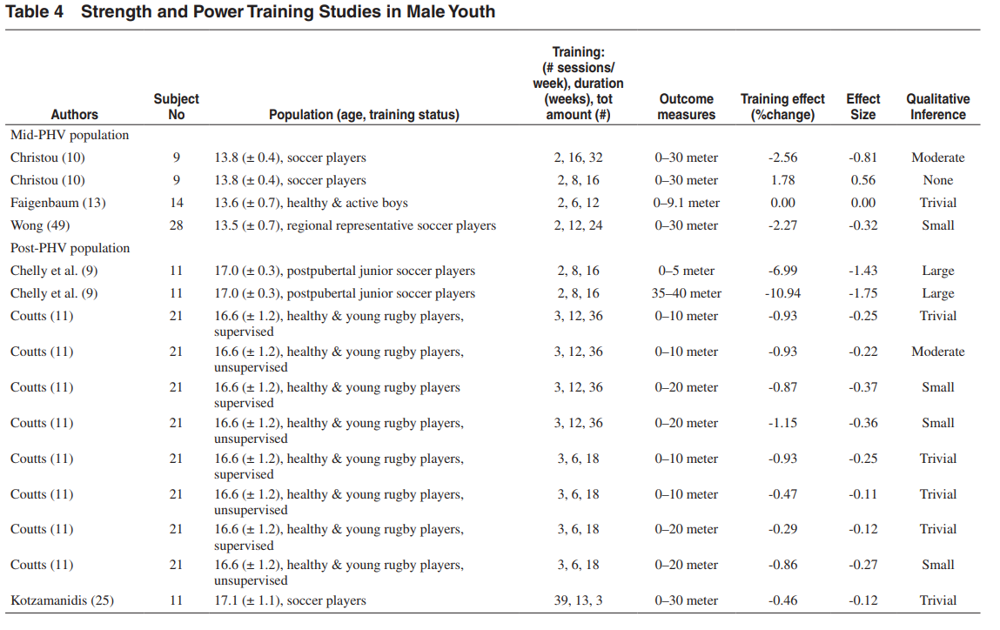 Table 4 Strength and Power Training Studies in Male Youth
Training:
(# sessions/
week), duration
(weeks), tot
amount (#)
Subject
No
Outcome
measures
Training effect
(%change)
Effect
Size
Qualitative
Inference
Authors
Population (age, training status)
Mid-PHV population
Christou (10) 9 13.8 (± 0.4), soccer players 2, 16, 32 0–30 meter -2.56 -0.81 Moderate
Christou (10) 9 13.8 (± 0.4), soccer players 2, 8, 16 0–30 meter 1.78 0.56 None
Faigenbaum (13) 14 13.6 (± 0.7), healthy & active boys 2, 6, 12 0–9.1 meter 0.00 0.00 Trivial
Wong (49) 28 13.5 (± 0.7), regional representative soccer players 2, 12, 24 0–30 meter -2.27 -0.32 Small
Post-PHV population
Chelly et al. (9) 11 17.0 (± 0.3), postpubertal junior soccer players 2, 8, 16 0–5 meter -6.99 -1.43 Large
Chelly et al. (9) 11 17.0 (± 0.3), postpubertal junior soccer players 2, 8, 16 35–40 meter -10.94 -1.75 Large
Coutts (11) 21 16.6 (± 1.2), healthy & young rugby players, 3, 12, 36 0–10 meter -0.93 -0.25 Trivial
supervised
Coutts (11) 21 16.6 (± 1.2), healthy & young rugby players, 3, 12, 36 0–10 meter -0.93 -0.22 Moderate
unsupervised
Coutts (11) 21 16.6 (± 1.2), healthy & young rugby players 3, 12, 36 0–20 meter -0.87 -0.37 Small
supervised
Coutts (11) 21 16.6 (± 1.2), healthy & young rugby players, 3, 12, 36 0–20 meter -1.15 -0.36 Small
unsupervised
Coutts (11) 21 16.6 (± 1.2), healthy & young rugby players, 3, 6, 18 0–10 meter -0.93 -0.25 Trivial
supervised
Coutts (11) 21 16.6 (± 1.2), healthy & young rugby players, 3, 6, 18 0–10 meter -0.47 -0.11 Trivial
unsupervised
Coutts (11) 21 16.6 (± 1.2), healthy & young rugby players, 3, 6, 18 0–20 meter -0.29 -0.12 Trivial
supervised
Coutts (11) 21 16.6 (± 1.2), healthy & young rugby players, 3, 6, 18 0–20 meter -0.86 -0.27 Small
unsupervised
Kotzamanidis (25) 11 17.1 (± 1.1), soccer players 39, 13, 3 0–30 meter -0.46 -0.12 Trivial